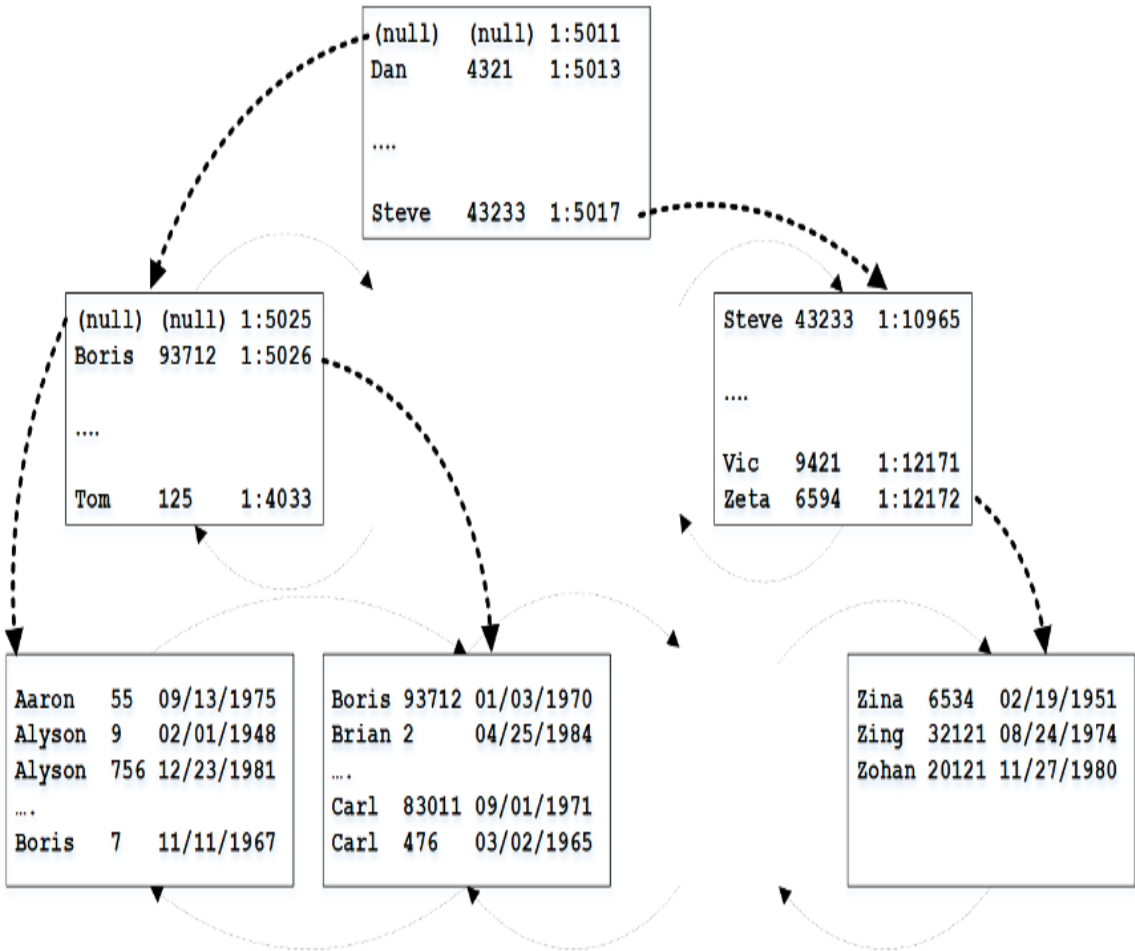 (null) (null) 1:5011
Dan 4321 1:5013
....
Steve 43233 1:5017
(null) (null) 1:5025
Boris 93712 1:5026
....
Tom 125 1:4033
Steve 43233 1:10965
....
Vic 9421 1:12171
Zeta 6594 1:12172
Aaron 55 09/13/1975
Alyson 9 02/01/1948
Alyson 756 12/23/1981
....
Boris 7 11/11/1967
Boris 93712 01/03/1970
Brian 2 04/25/1984
....
Carl 83011 09/01/1971
Carl 476 03/02/1965
Zina 6534 02/19/1951
Zing 32121 08/24/1974
Zohan 20121 11/27/1980